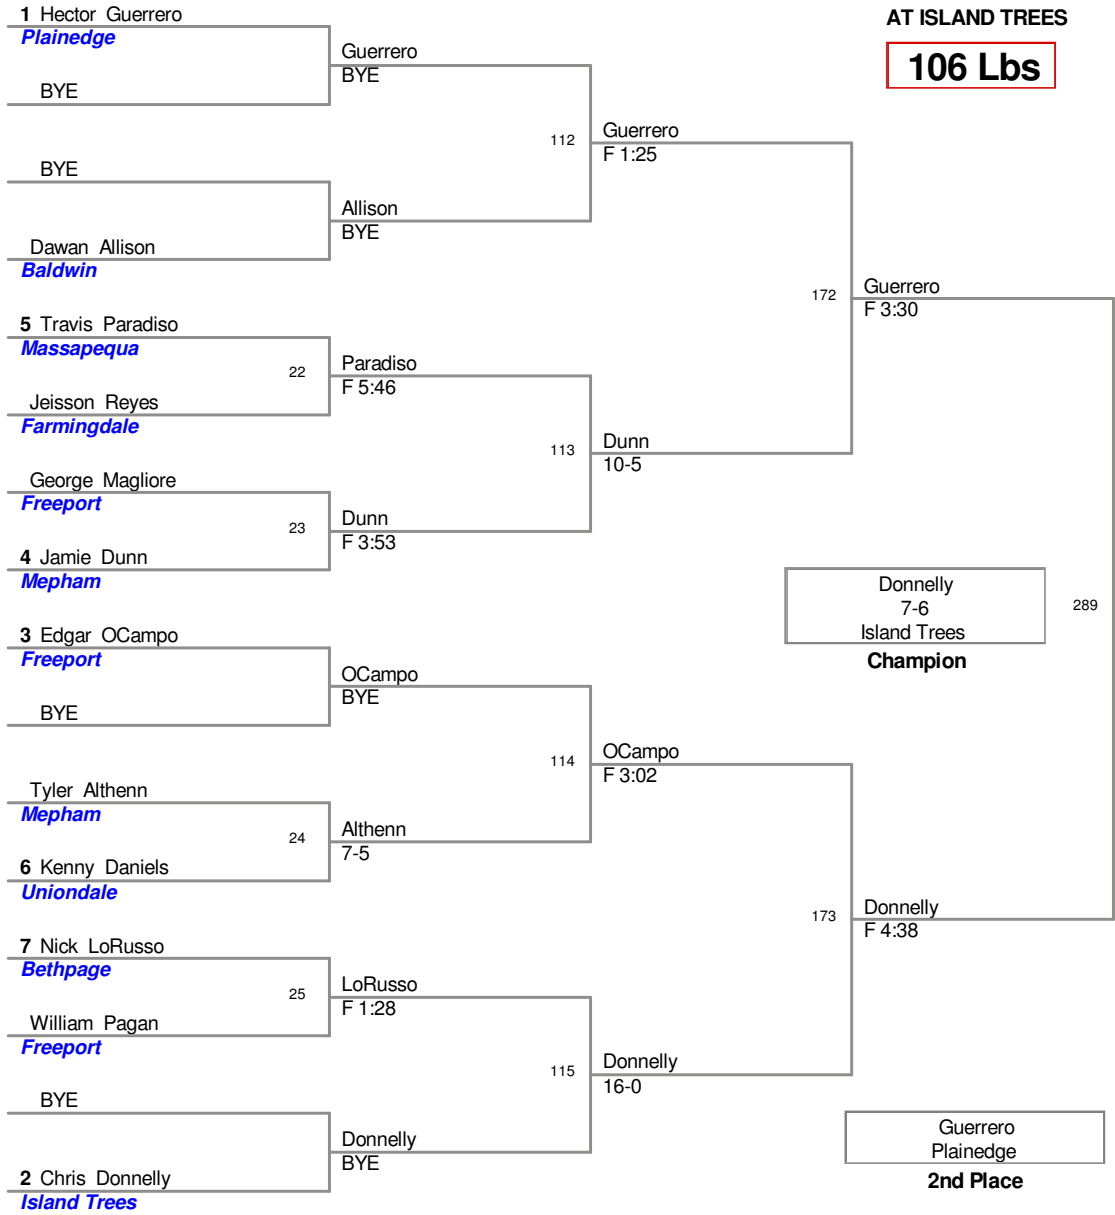 AT ISLAND TREES
106 Lbs
1 Hector Guerrero
Plainedge
BYE
BYE
Dawan Allison
Baldwin
5 Travis Paradiso
Massapequa
22
Jeisson Reyes
Farmingdale
George Magliore
Freeport
23
4 Jamie Dunn
Mepham
3 Edgar OCampo
Freeport
BYE
Tyler Althenn
Mepham
24
6 Kenny Daniels
Uniondale
7 Nick LoRusso
Bethpage
25
William Pagan
Freeport
BYE
2 Chris Donnelly
Island Trees
Guerrero
BYE
112
Allison
BYE
Paradiso
F 5:46
113
Dunn
F 3:53
OCampo
BYE
114
Althenn
7-5
LoRusso
F 1:28
115
Donnelly
BYE
Guerrero
F 1:25
172
Dunn
10-5
OCampo
F 3:02
173
Donnelly
16-0
Guerrero
F 3:30
289
Donnelly
F 4:38
Donnelly
7-6
Island Trees
Champion
Guerrero
Plainedge
2nd Place